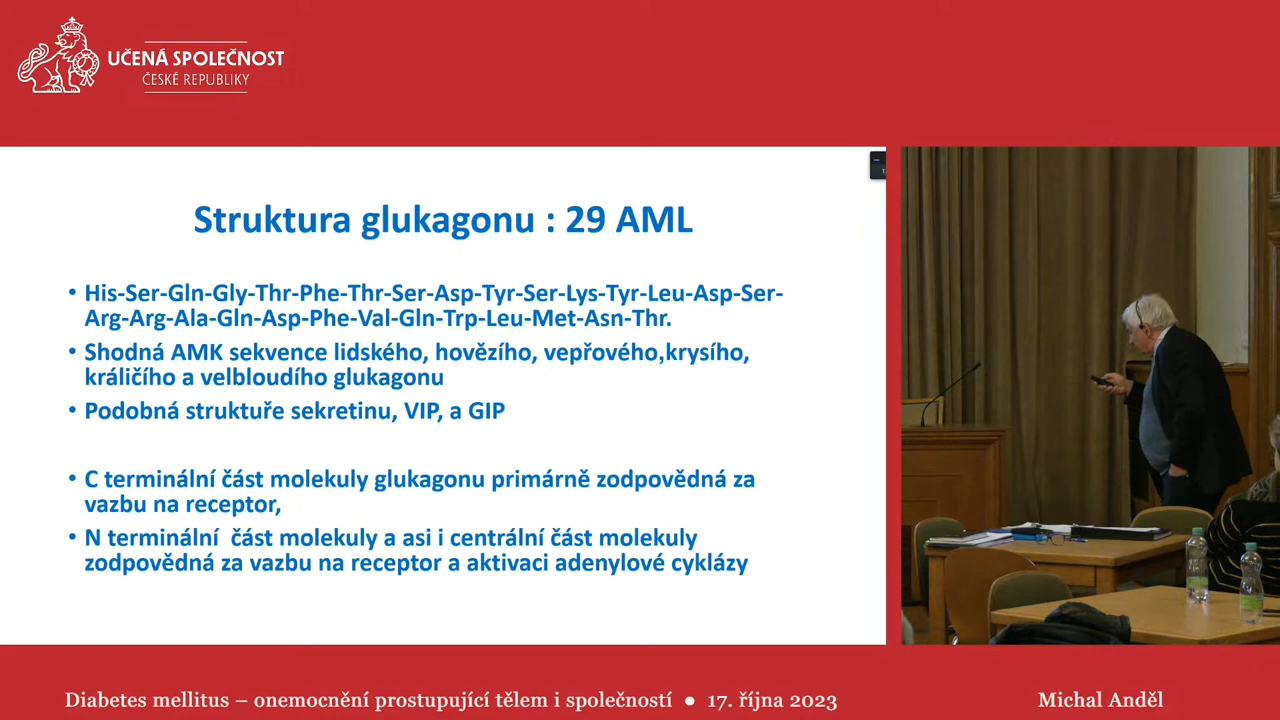 UČENÁ SPOLEČNOST
ČESKÉ REPUBLIKY
Struktura glukagonu : 29 AML
• His-Ser-Gln-Gly-Thr-Phe-Thr-Ser-Asp-Tyr-Ser-Lys-Tyr-Leu-Asp-Ser-
Arg-Arg-Ala-Gln-Asp-Phe-Val-Gln-Trp-Leu-Met-Asn-Thr.
• Shodná AMK sekvence lidského, hovězího, vepřového,krysího,
králičího a velbloudího glukagonu
• Podobná struktuře sekretinu, VIP, a GIP
• C terminální část molekuly glukagonu primárně zodpovědná za
vazbu na receptor,
• N terminální  část molekuly a asi i centrální část molekuly
zodpovědná za vazbu na receptor a aktivaci adenylové cyklázy
Diabetes mellitus – onemocnění prostupující tělem i společností ● 17. října 2023
Michal Anděl